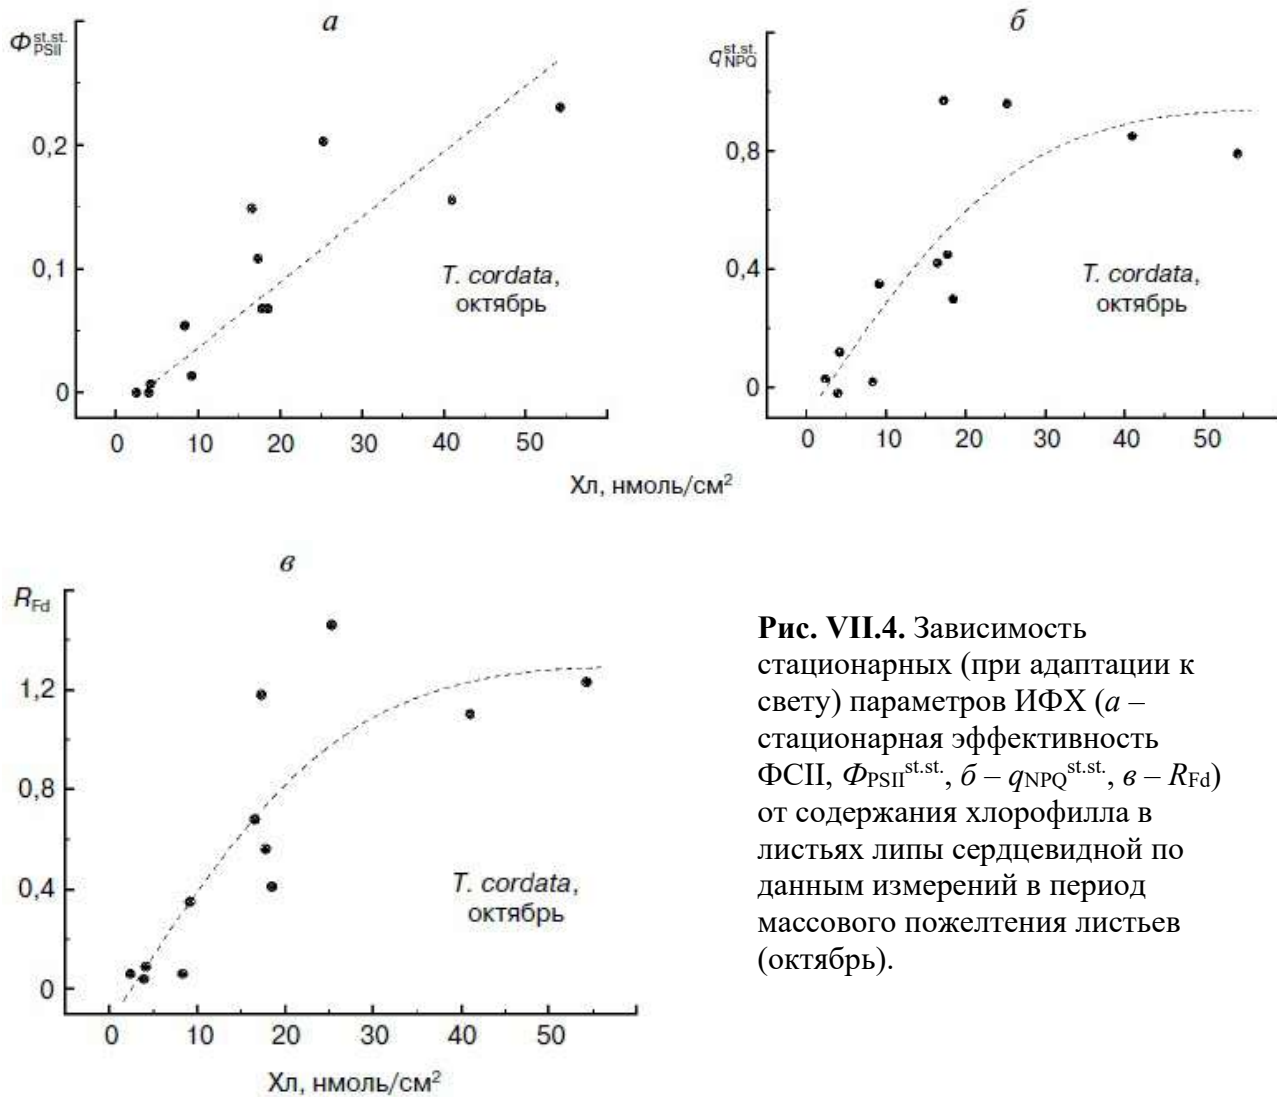 а
Φ_PSII^st.st.
0,2
0,1
0
T. cordata,
октябрь
0 10 20 30 40 50
б
q_NPQ^st.st.
0,8
0,4
0
T. cordata,
октябрь
0 10 20 30 40 50
Хл, нмоль/см²
в
R_Fd
1,2
0,8
0,4
0
T. cordata,
октябрь
0 10 20 30 40 50
Хл, нмоль/см²
Рис. VII.4. Зависимость
стационарных (при адаптации к
свету) параметров ИФХ (а –
стационарная эффективность
ФСII, Φ_PSII^st.st., б – q_NPQ^st.st., в – R_Fd)
от содержания хлорофилла в
листьях липы сердцевидной по
данным измерений в период
массового пожелтения листьев
(октябрь).